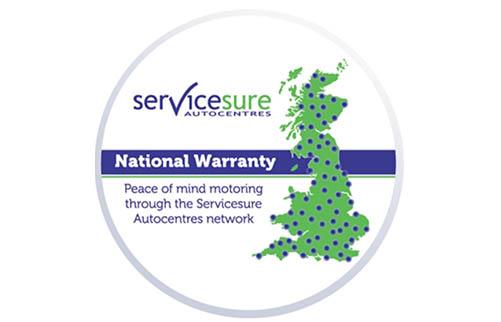 servicesure
AUTOCENTRES
National Warranty
Peace of mind motoring
through the Servicesure
Autocentres network